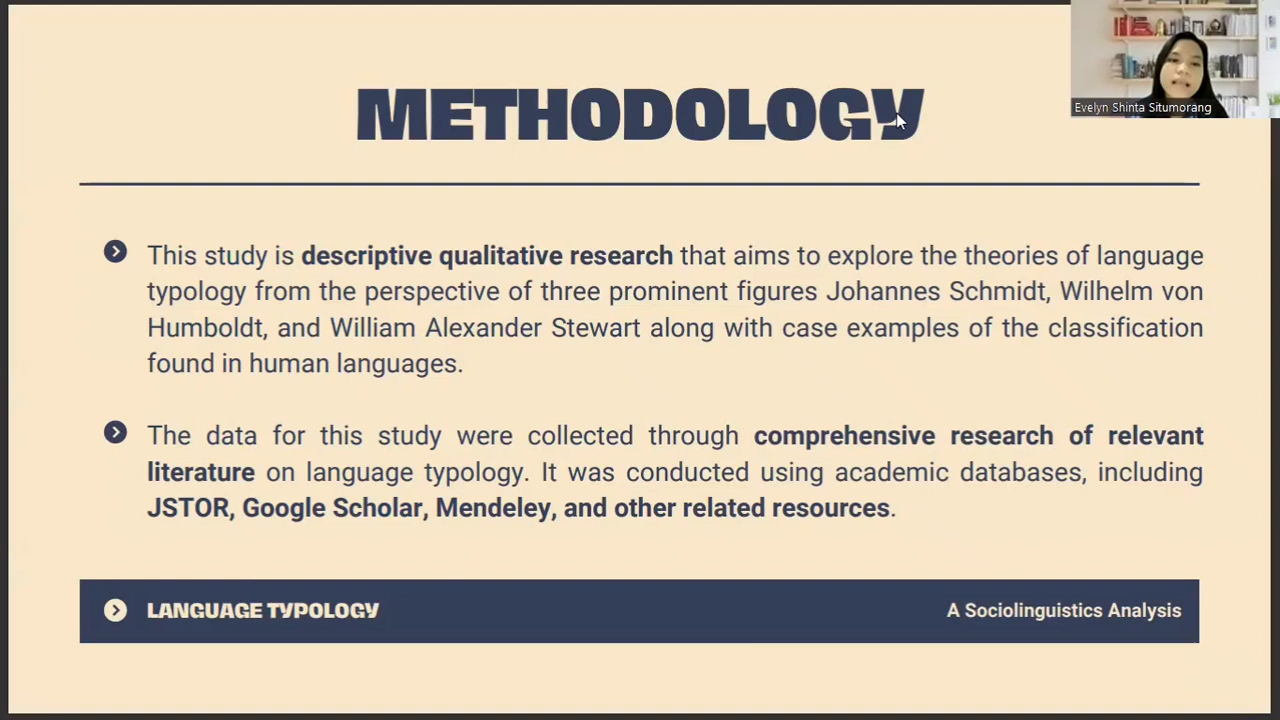 METHODOLOGY
Evelyn Shinta Situmorang
This study is descriptive qualitative research that aims to explore the theories of language
typology from the perspective of three prominent figures Johannes Schmidt, Wilhelm von
Humboldt, and William Alexander Stewart along with case examples of the classification
found in human languages.
The data for this study were collected through comprehensive research of relevant
literature on language typology. It was conducted using academic databases, including
JSTOR, Google Scholar, Mendeley, and other related resources.
LANGUAGE TYPOLOGY
A Sociolinguistics Analysis